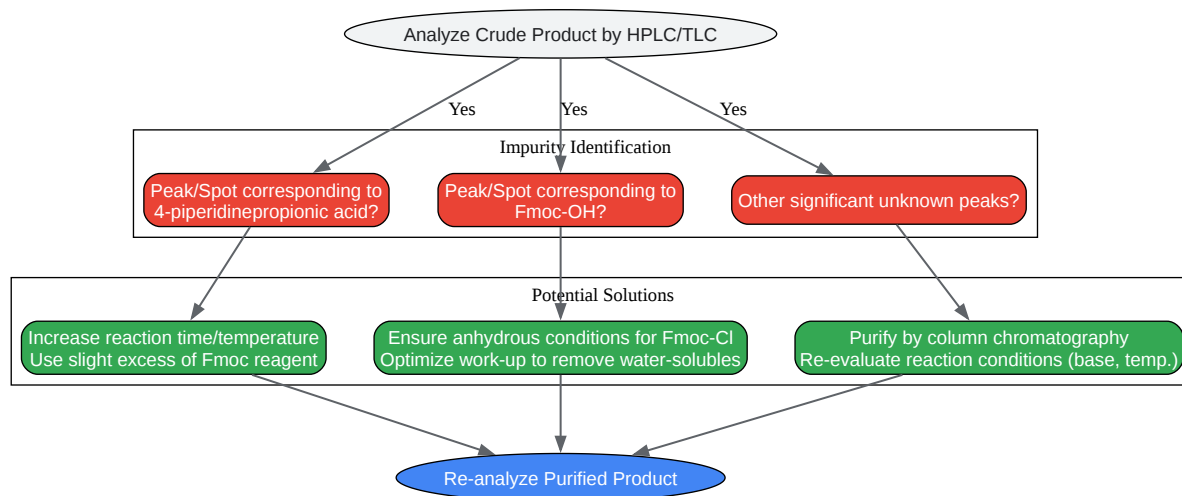 Analyze Crude Product by HPLC/TLC
Yes
Yes
Yes
Impurity Identification
Peak/Spot corresponding to
4-piperidinepropionic acid?
Peak/Spot corresponding to
Fmoc-OH?
Other significant unknown peaks?
Potential Solutions
Increase reaction time/temperature
Use slight excess of Fmoc reagent
Ensure anhydrous conditions for Fmoc-Cl
Optimize work-up to remove water-solubles
Purify by column chromatography
Re-evaluate reaction conditions (base, temp.)
Re-analyze Purified Product